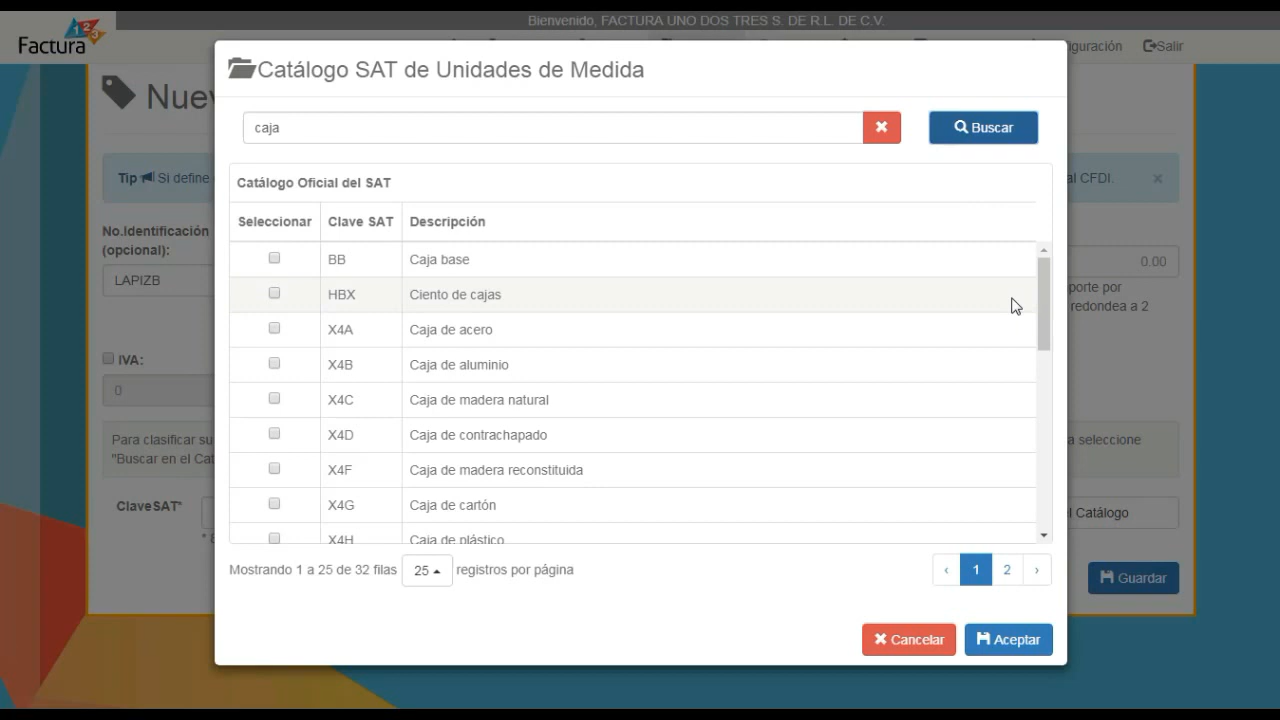 Bienvenido, FACTURA UNO DOS TRES S. DE R.L. DE C.V.
Factura 1 2 3
guración Salir
Catálogo SAT de Unidades de Medida
Nue
caja
Buscar
Tip Si define
al CFDI. ×
Catálogo Oficial del SAT
Seleccionar Clave SAT Descripción
No.Identificación
(opcional):
LAPIZB
0.00
porte por
redondea a 2
BB Caja base
HBX Ciento de cajas
X4A Caja de acero
X4B Caja de aluminio
X4C Caja de madera natural
X4D Caja de contrachapado
X4F Caja de madera reconstituida
X4G Caja de cartón
X4H Caja de plástico
IVA:
0
Para clasificar su
"Buscar en el Cat
a seleccione
ClaveSAT*
l Catálogo
Mostrando 1 a 25 de 32 filas 25 registros por página
‹ 1 2 ›
Guardar
Cancelar Aceptar